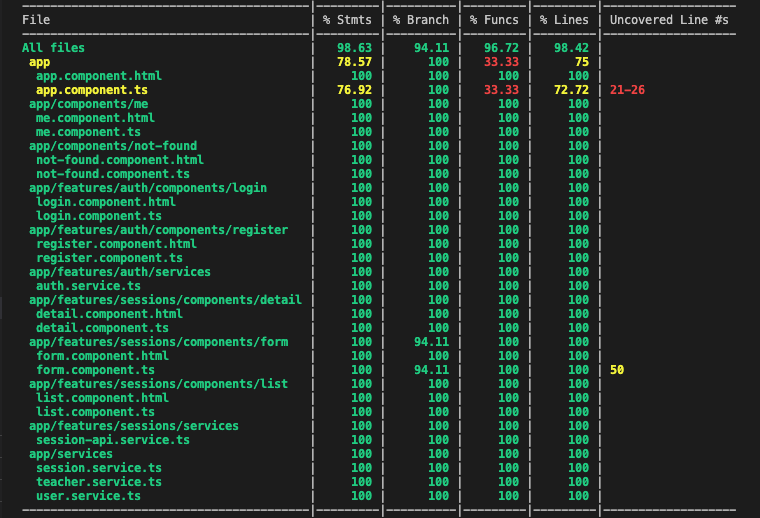 File | % Stmts | % Branch | % Funcs | % Lines | Uncovered Line #s
All files | 98.63 | 94.11 | 96.72 | 98.42 |
app | 78.57 | 100 | 33.33 | 75 |
app.component.html | 100 | 100 | 100 | 100 |
app.component.ts | 76.92 | 100 | 33.33 | 72.72 | 21-26
app/components/me | 100 | 100 | 100 | 100 |
me.component.html | 100 | 100 | 100 | 100 |
me.component.ts | 100 | 100 | 100 | 100 |
app/components/not-found | 100 | 100 | 100 | 100 |
not-found.component.html | 100 | 100 | 100 | 100 |
not-found.component.ts | 100 | 100 | 100 | 100 |
app/features/auth/components/login | 100 | 100 | 100 | 100 |
login.component.html | 100 | 100 | 100 | 100 |
login.component.ts | 100 | 100 | 100 | 100 |
app/features/auth/components/register | 100 | 100 | 100 | 100 |
register.component.html | 100 | 100 | 100 | 100 |
register.component.ts | 100 | 100 | 100 | 100 |
app/features/auth/services | 100 | 100 | 100 | 100 |
auth.service.ts | 100 | 100 | 100 | 100 |
app/features/sessions/components/detail | 100 | 100 | 100 | 100 |
detail.component.html | 100 | 100 | 100 | 100 |
detail.component.ts | 100 | 100 | 100 | 100 |
app/features/sessions/components/form | 100 | 94.11 | 100 | 100 |
form.component.html | 100 | 100 | 100 | 100 |
form.component.ts | 100 | 94.11 | 100 | 100 | 50
app/features/sessions/components/list | 100 | 100 | 100 | 100 |
list.component.html | 100 | 100 | 100 | 100 |
list.component.ts | 100 | 100 | 100 | 100 |
app/features/sessions/services | 100 | 100 | 100 | 100 |
session-api.service.ts | 100 | 100 | 100 | 100 |
app/services | 100 | 100 | 100 | 100 |
session.service.ts | 100 | 100 | 100 | 100 |
teacher.service.ts | 100 | 100 | 100 | 100 |
user.service.ts | 100 | 100 | 100 | 100 |